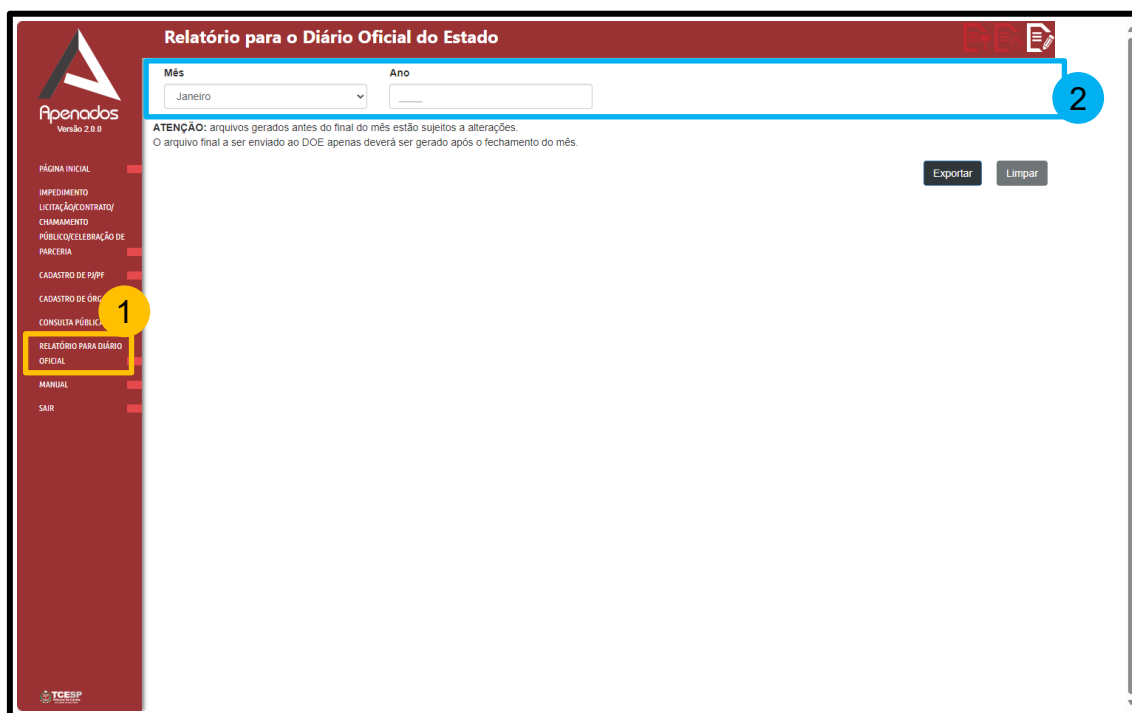 Relatório para o Diário Oficial do Estado
Apenados
Versão 2.0.0
Mês
Ano
Janeiro
____
2
ATENÇÃO: arquivos gerados antes do final do mês estão sujeitos a alterações.
O arquivo final a ser enviado ao DOE apenas deverá ser gerado após o fechamento do mês.
Exportar
Limpar
PÁGINA INICIAL
IMPEDIMENTO
LICITAÇÃO/CONTRATO/
CHAMAMENTO
PÚBLICO/CELEBRAÇÃO DE
PARCERIA
CADASTRO DE PJ/PF
CADASTRO DE
1
CONSULTA
RELATÓRIO PARA DIÁRIO
OFICIAL
MANUAL
SAIR
TCESP